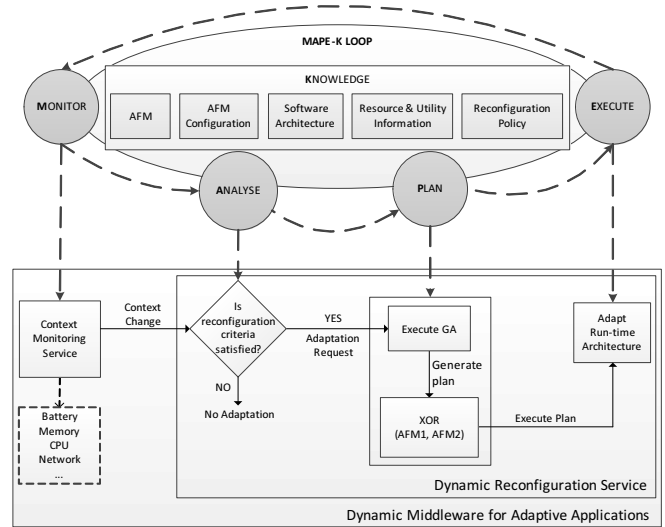 MAPE-K LOOP
KNOWLEDGE
MONITOR
EXECUTE
AFM
AFM
Configuration
Software
Architecture
Resource & Utility
Information
Reconfiguration
Policy
ANALYSE
PLAN
Context
Monitoring
Service
Context
Change
Is
reconfiguration
criteria
satisfied?
YES
Adaptation
Request
NO
No Adaptation
Execute GA
Generate
plan
XOR
(AFM1, AFM2)
Execute Plan
Adapt
Run-time
Architecture
Battery
Memory
CPU
Network
...
Dynamic Reconfiguration Service
Dynamic Middleware for Adaptive Applications